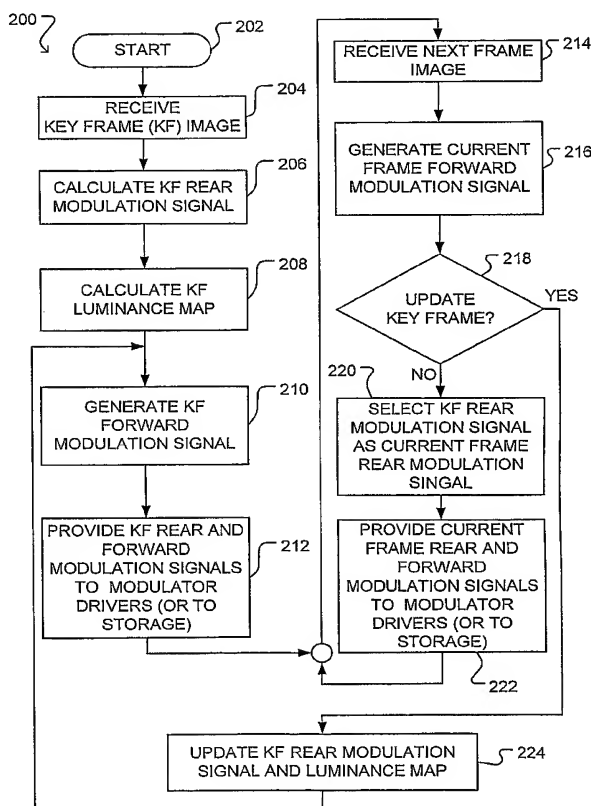 200
START
202
RECEIVE
KEY FRAME (KF) IMAGE
204
CALCULATE KF REAR
MODULATION SIGNAL
206
CALCULATE KF
LUMINANCE MAP
208
GENERATE KF
FORWARD
MODULATION SIGNAL
210
PROVIDE KF REAR AND
FORWARD
MODULATION SIGNALS
TO MODULATOR
DRIVERS (OR TO
STORAGE)
212
RECEIVE NEXT FRAME
IMAGE
214
GENERATE CURRENT
FRAME FORWARD
MODULATION SIGNAL
216
UPDATE
KEY FRAME?
218
YES
NO
220
SELECT KF REAR
MODULATION SIGNAL
AS CURRENT FRAME
REAR MODULATION
SINGAL
PROVIDE CURRENT
FRAME REAR AND
FORWARD
MODULATION SIGNALS
TO MODULATOR
DRIVERS (OR TO
STORAGE)
222
UPDATE KF REAR MODULATION
SIGNAL AND LUMINANCE MAP
224